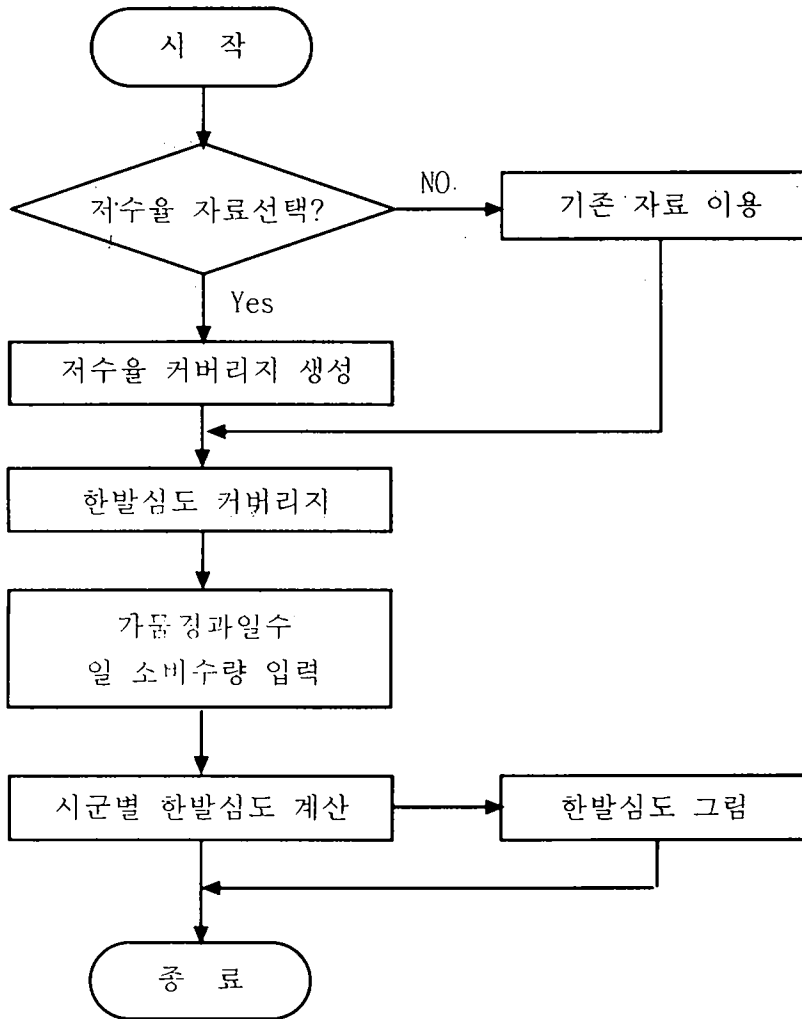 시 작
저수율 자료선택?
NO.
기존 자료 이용
Yes
저수율 커버리지 생성
한발심도 커버리지
가뭄경과일수
일 소비수량 입력
시군별 한발심도 계산
한발심도 그림
종 료